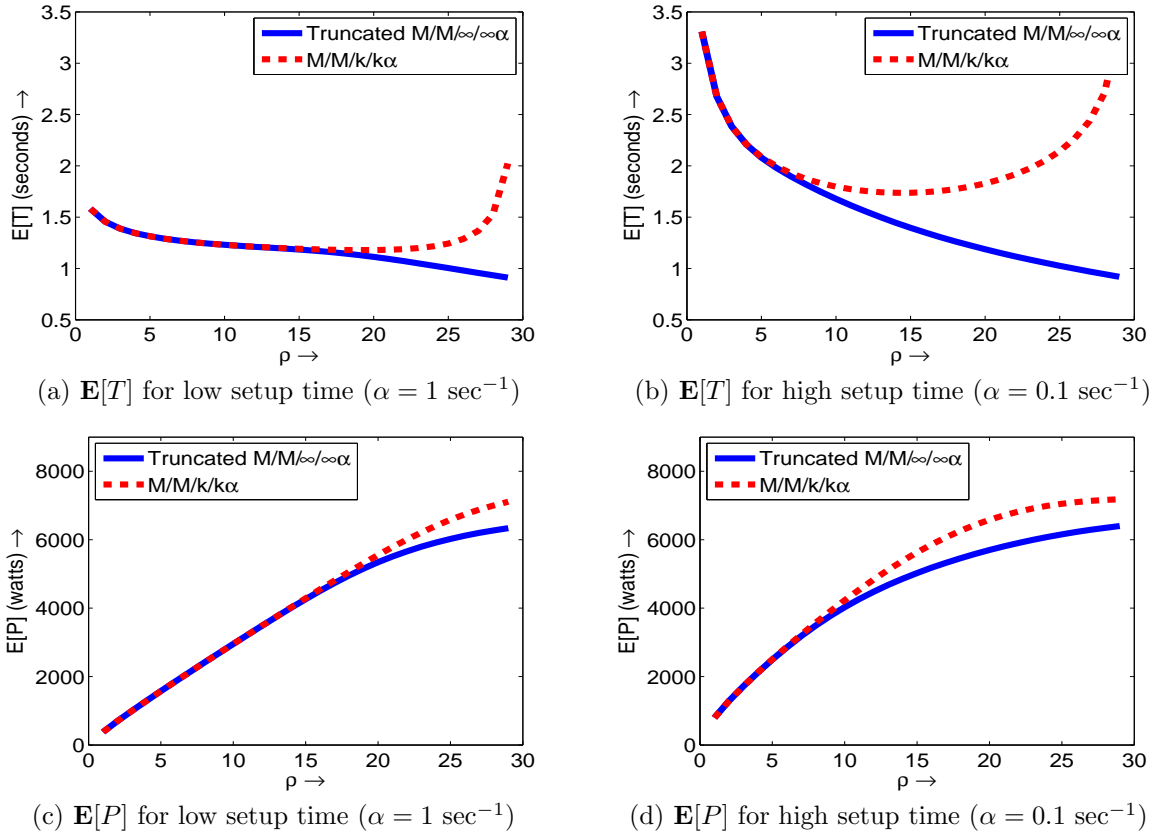 3.5
3
2.5
2
1.5
1
0.5
E[T] (seconds) →
Truncated M/M/∞/∞α
M/M/k/kα
0 5 10 15 20 25 30
ρ →
(a) E[T] for low setup time (α = 1 sec⁻¹)
3.5
3
2.5
2
1.5
1
0.5
E[T] (seconds) →
Truncated M/M/∞/∞α
M/M/k/kα
0 5 10 15 20 25 30
ρ →
(b) E[T] for high setup time (α = 0.1 sec⁻¹)
8000
6000
4000
2000
0
E[P] (watts) →
Truncated M/M/∞/∞α
M/M/k/kα
0 5 10 15 20 25 30
ρ →
(c) E[P] for low setup time (α = 1 sec⁻¹)
8000
6000
4000
2000
0
E[P] (watts) →
Truncated M/M/∞/∞α
M/M/k/kα
0 5 10 15 20 25 30
ρ →
(d) E[P] for high setup time (α = 0.1 sec⁻¹)